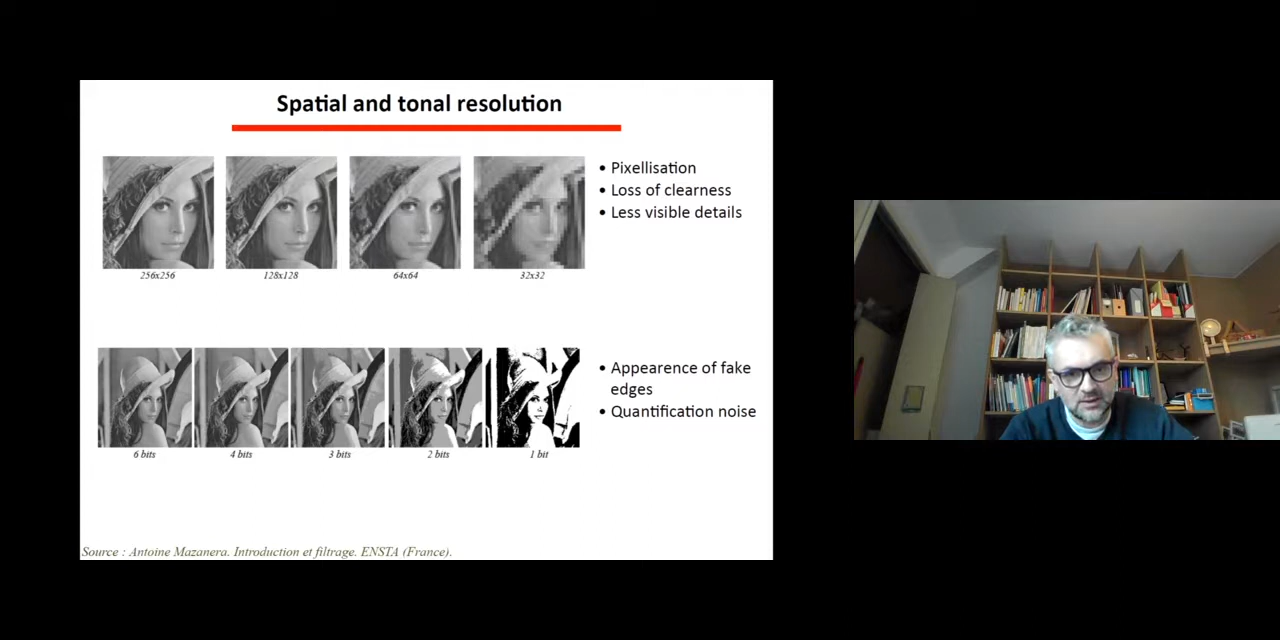 Spatial and tonal resolution
• Pixellisation
• Loss of clearness
• Less visible details
256x256
128x128
64x64
32x32
• Appearence of fake
edges
• Quantification noise
6 bits
4 bits
3 bits
2 bits
1 bit
Source : Antoine Mazanera. Introduction et filtrage. ENSTA (France).